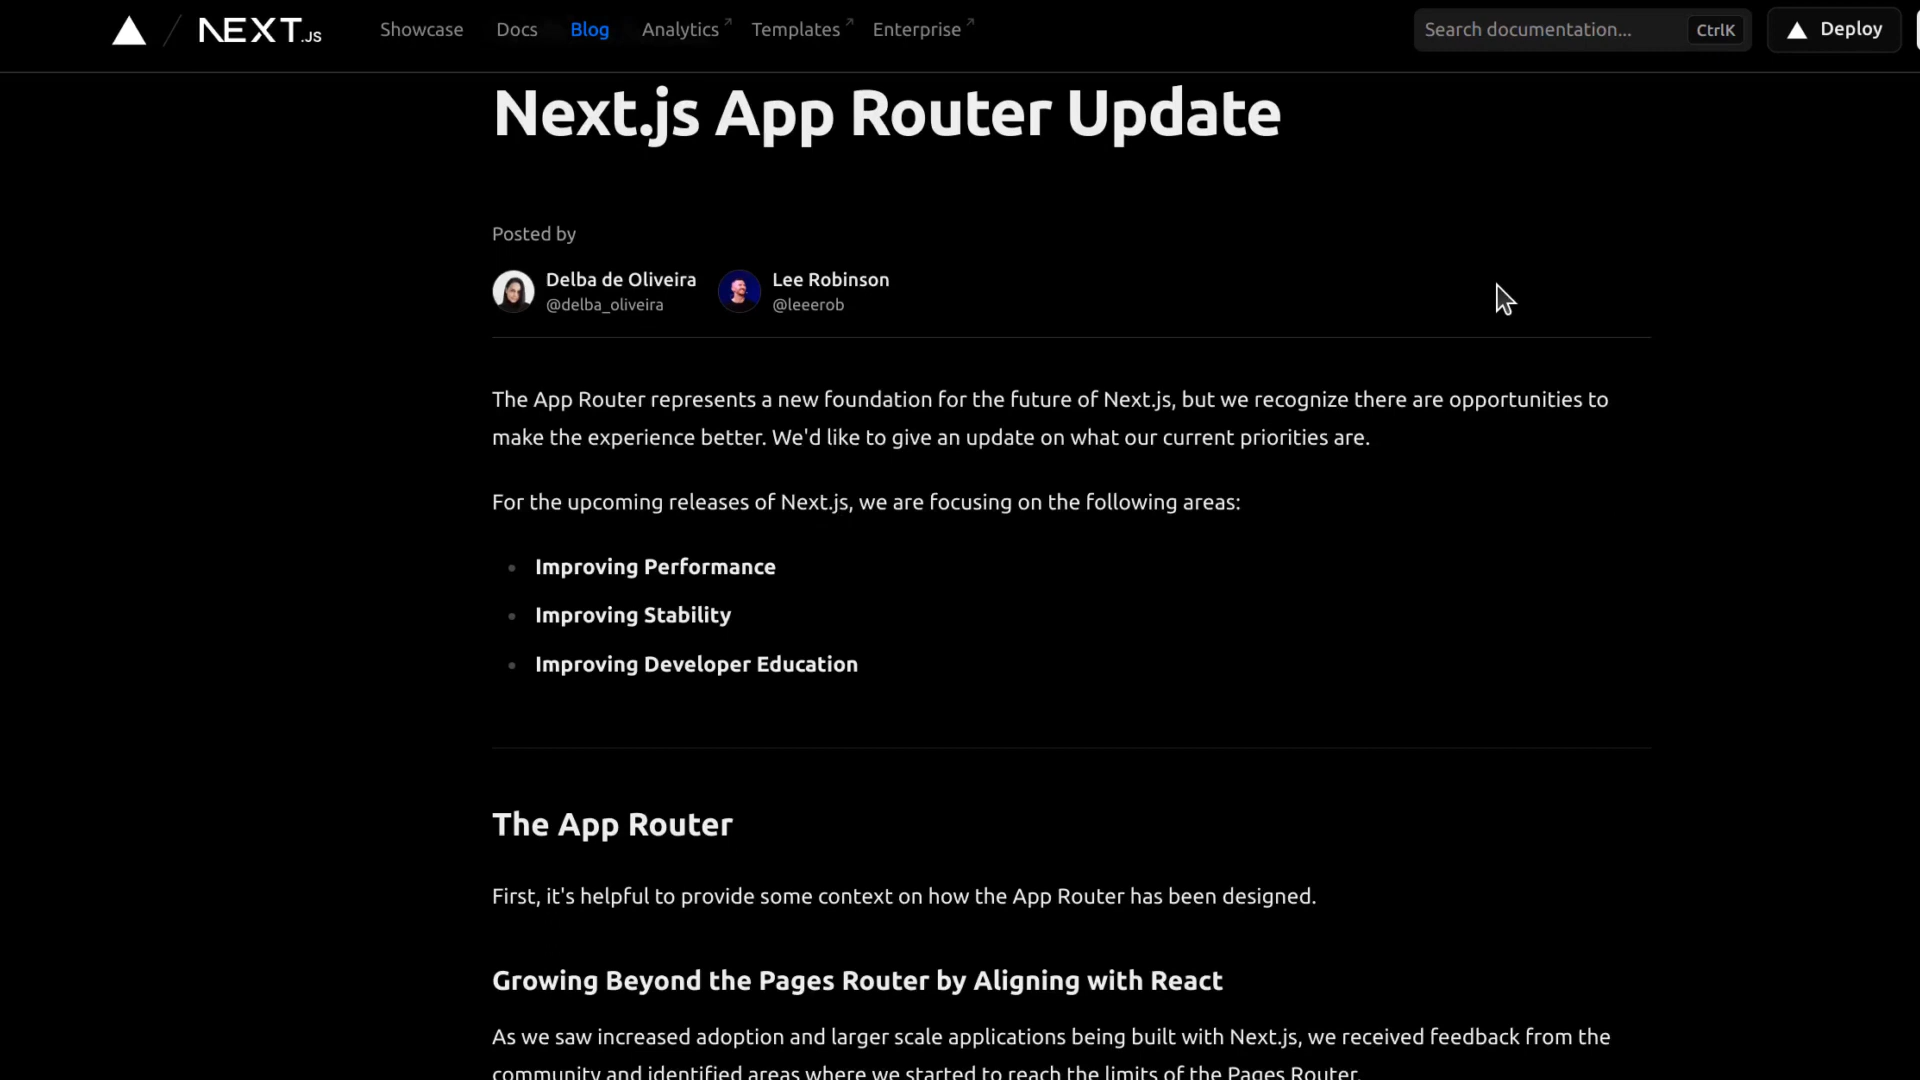 NEXT.JS Showcase Docs Blog Analytics Templates Enterprise Search documentation... CtrlK Deploy
Next.js App Router Update
Posted by
Delba de Oliveira Lee Robinson
@delba_oliveira @leeerob
The App Router represents a new foundation for the future of Next.js, but we recognize there are opportunities to
make the experience better. We'd like to give an update on what our current priorities are.
For the upcoming releases of Next.js, we are focusing on the following areas:
• Improving Performance
• Improving Stability
• Improving Developer Education
The App Router
First, it's helpful to provide some context on how the App Router has been designed.
Growing Beyond the Pages Router by Aligning with React
As we saw increased adoption and larger scale applications being built with Next.js, we received feedback from the
community and identified areas where we started to reach the limits of the Pages Router.